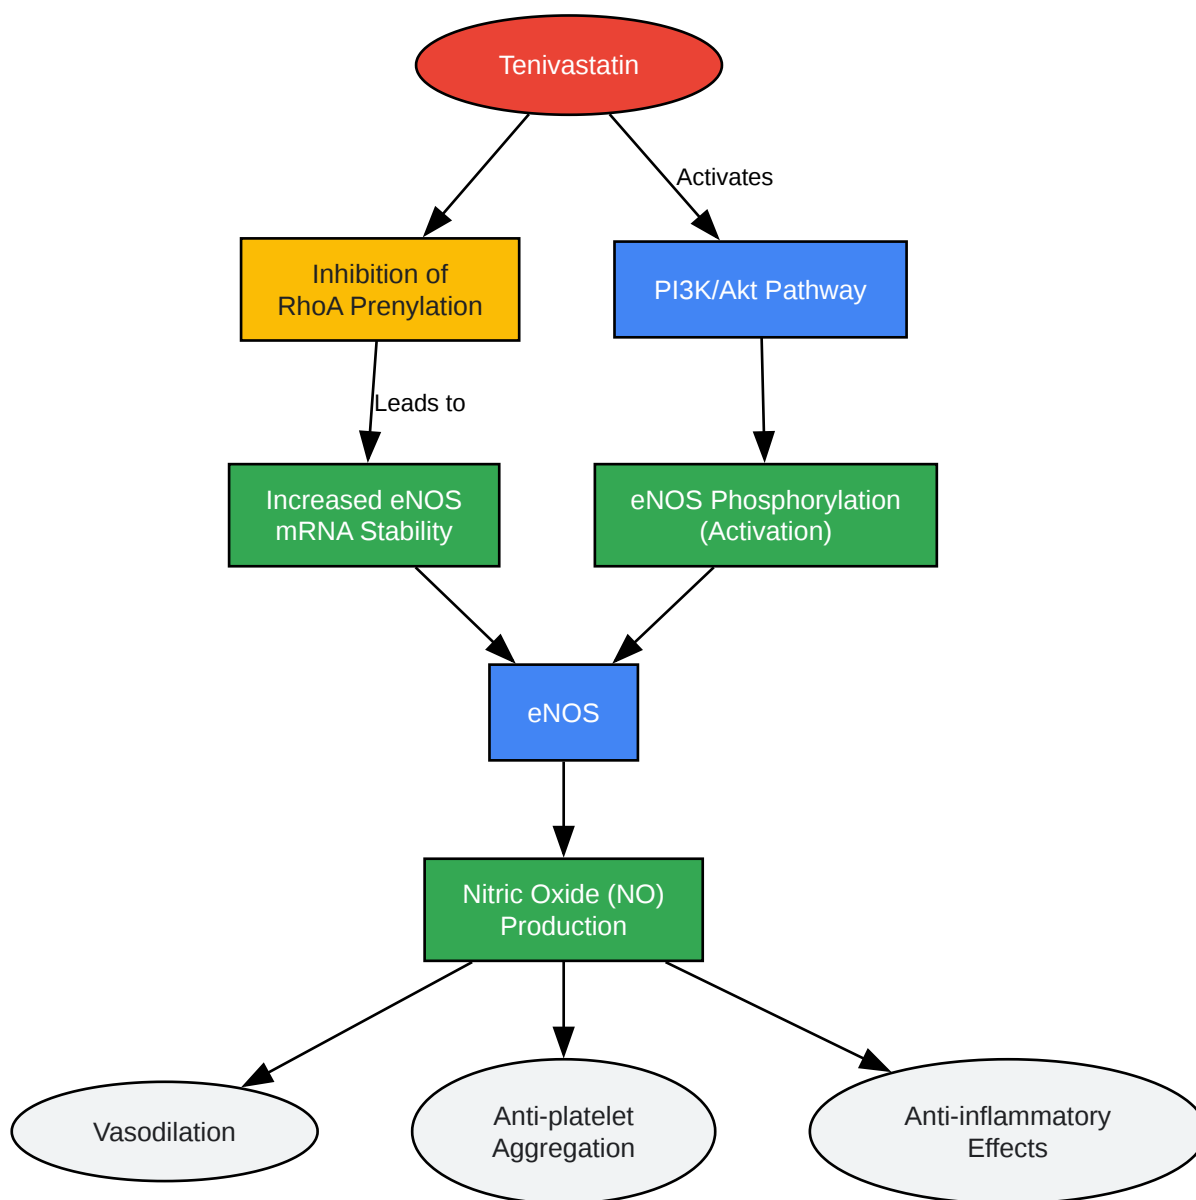 Tenivastatin
Activates
Inhibition of
RhoA Prenylation
PI3K/Akt Pathway
Leads to
Increased eNOS
mRNA Stability
eNOS Phosphorylation
(Activation)
eNOS
Nitric Oxide (NO)
Production
Vasodilation
Anti-platelet
Aggregation
Anti-inflammatory
Effects